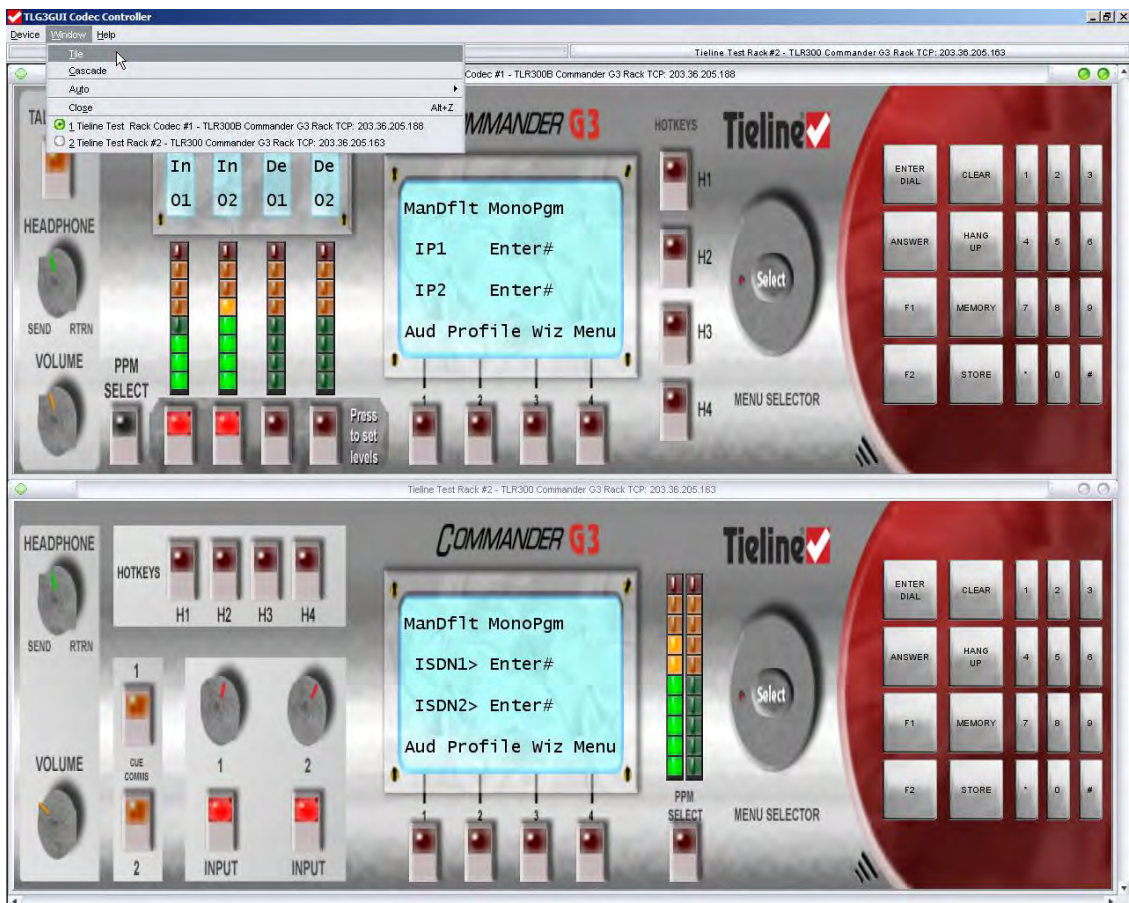 TLG3GUI Codec Controller
Device Window Help
Tile
Cascade
Auto
Close Alt+Z
1 Tieline Test Rack Codec #1 - TLR300B Commander G3 Rack TCP: 203.36.205.188
2 Tieline Test Rack #2 - TLR300 Commander G3 Rack TCP: 203.36.205.163
Tieline Test Rack #2 - TLR300 Commander G3 Rack TCP: 203.36.205.163
Codec #1 - TLR300B Commander G3 Rack TCP: 203.36.205.188
MMANDER G3
HOTKEYS
Tieline
In In De De
01 02 01 02
HEADPHONE
SEND RTRN
VOLUME
PPM SELECT
Press
to set
levels
ManDflt MonoPgm
IP1 Enter#
IP2 Enter#
Aud Profile Wiz Menu
1 2 3 4
H1
H2
H3
H4
Select
MENU SELECTOR
ENTER DIAL CLEAR 1 2 3
ANSWER HANG UP 4 5 6
F1 MEMORY 7 8 9
F2 STORE * 0 #
Tieline Test Rack #2 - TLR300 Commander G3 Rack TCP: 203.36.205.163
HEADPHONE
SEND RTRN
VOLUME
HOTKEYS
H1 H2 H3 H4
1
CUE
COMMS
2
1 2
INPUT INPUT
COMMANDER G3
ManDflt MonoPgm
ISDN1> Enter#
ISDN2> Enter#
Aud Profile Wiz Menu
1 2 3 4
PPM
SELECT
Tieline
Select
MENU SELECTOR
ENTER DIAL CLEAR 1 2 3
ANSWER HANG UP 4 5 6
F1 MEMORY 7 8 9
F2 STORE * 0 #